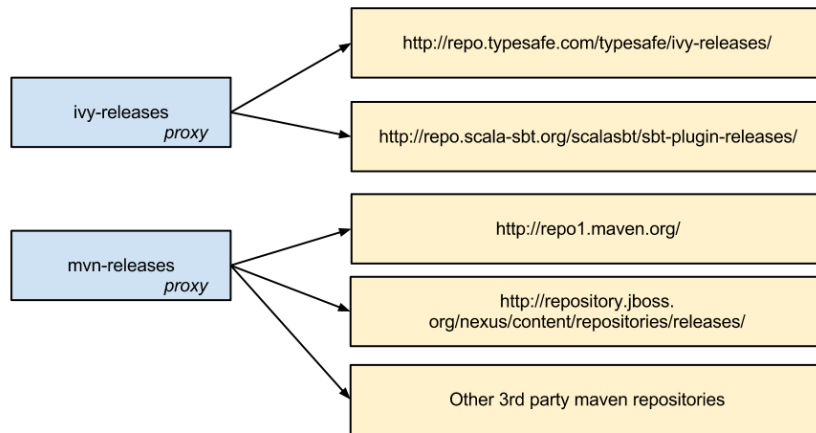 http://repo.typesafe.com/typesafe/ivy-releases/
ivy-releases
proxy
http://repo.scala-sbt.org/scalasbt/sbt-plugin-releases/
http://repo1.maven.org/
mvn-releases
proxy
http://repository.jboss.
org/nexus/content/repositories/releases/
Other 3rd party maven repositories